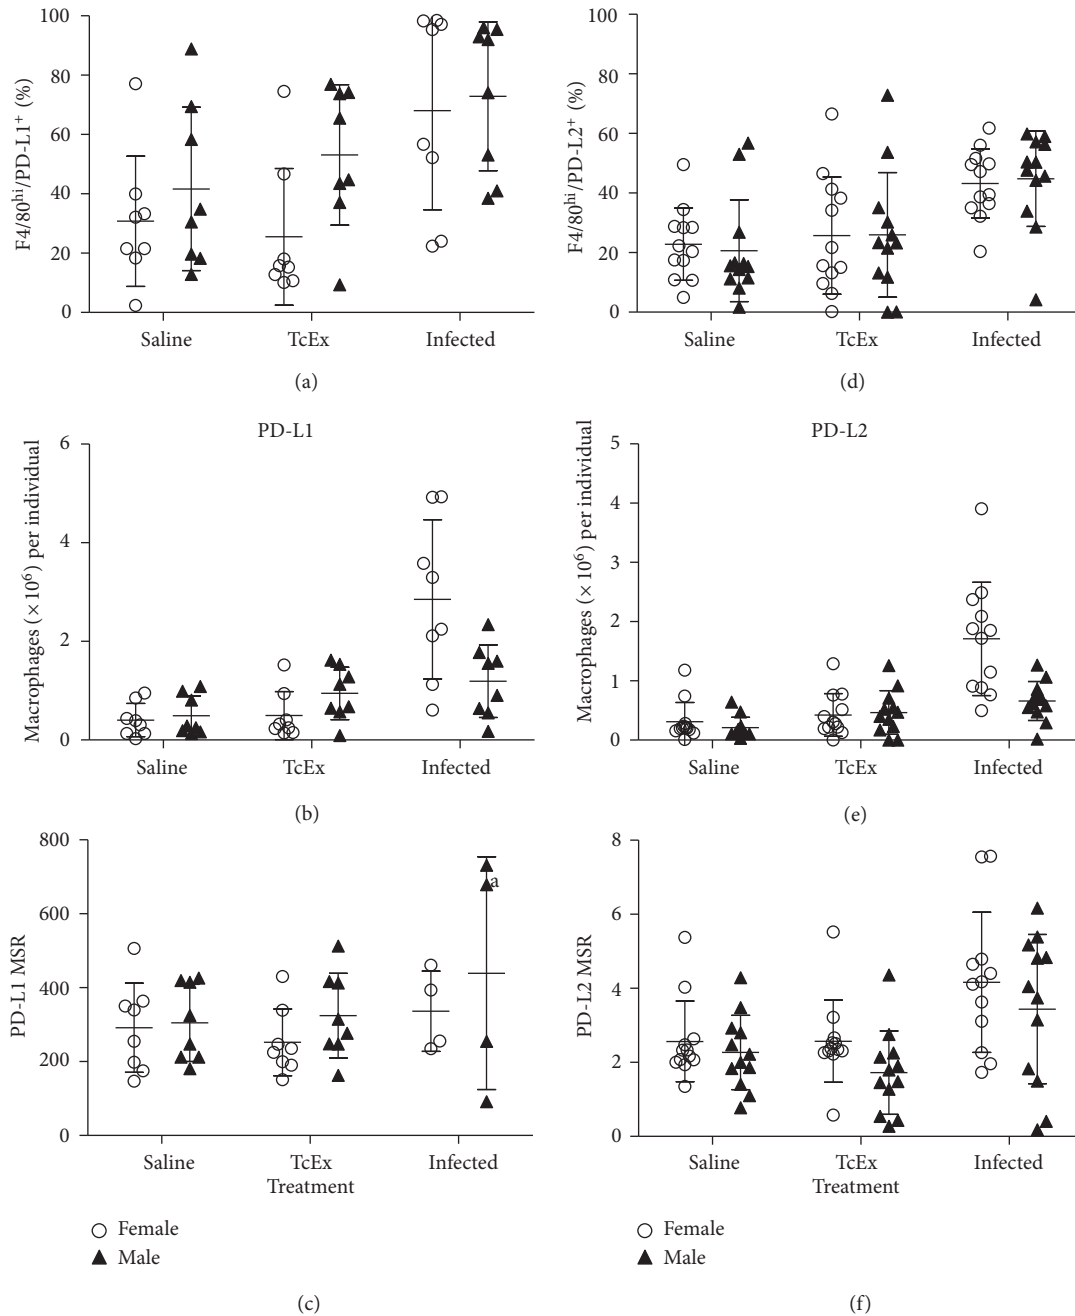 F4/80ʰⁱ/PD-L1⁺ (%)
100
80
60
40
20
0
Saline TcEx Infected
(a)
F4/80ʰⁱ/PD-L2⁺ (%)
100
80
60
40
20
0
Saline TcEx Infected
(d)
PD-L1
Macrophages (×10⁶) per individual
6
4
2
0
Saline TcEx Infected
(b)
PD-L2
Macrophages (×10⁶) per individual
5
4
3
2
1
0
Saline TcEx Infected
(e)
PD-L1 MSR
800
600
400
200
0
a
Saline TcEx Infected
Treatment
Female
Male
(c)
PD-L2 MSR
8
6
4
2
0
Saline TcEx Infected
Treatment
Female
Male
(f)